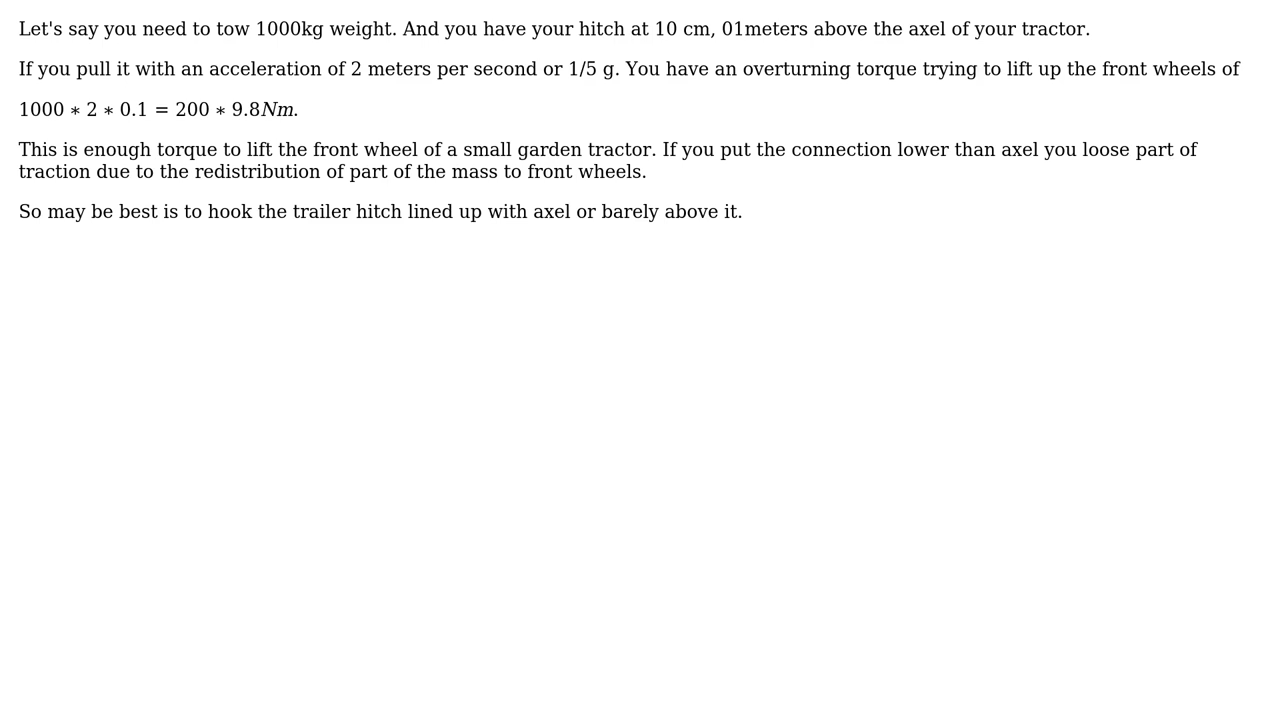 Let's say you need to tow 1000kg weight. And you have your hitch at 10 cm, 01meters above the axel of your tractor.
If you pull it with an acceleration of 2 meters per second or 1/5 g. You have an overturning torque trying to lift up the front wheels of
1000 ∗ 2 ∗ 0.1 = 200 ∗ 9.8Nm.
This is enough torque to lift the front wheel of a small garden tractor. If you put the connection lower than axel you loose part of
traction due to the redistribution of part of the mass to front wheels.
So may be best is to hook the trailer hitch lined up with axel or barely above it.